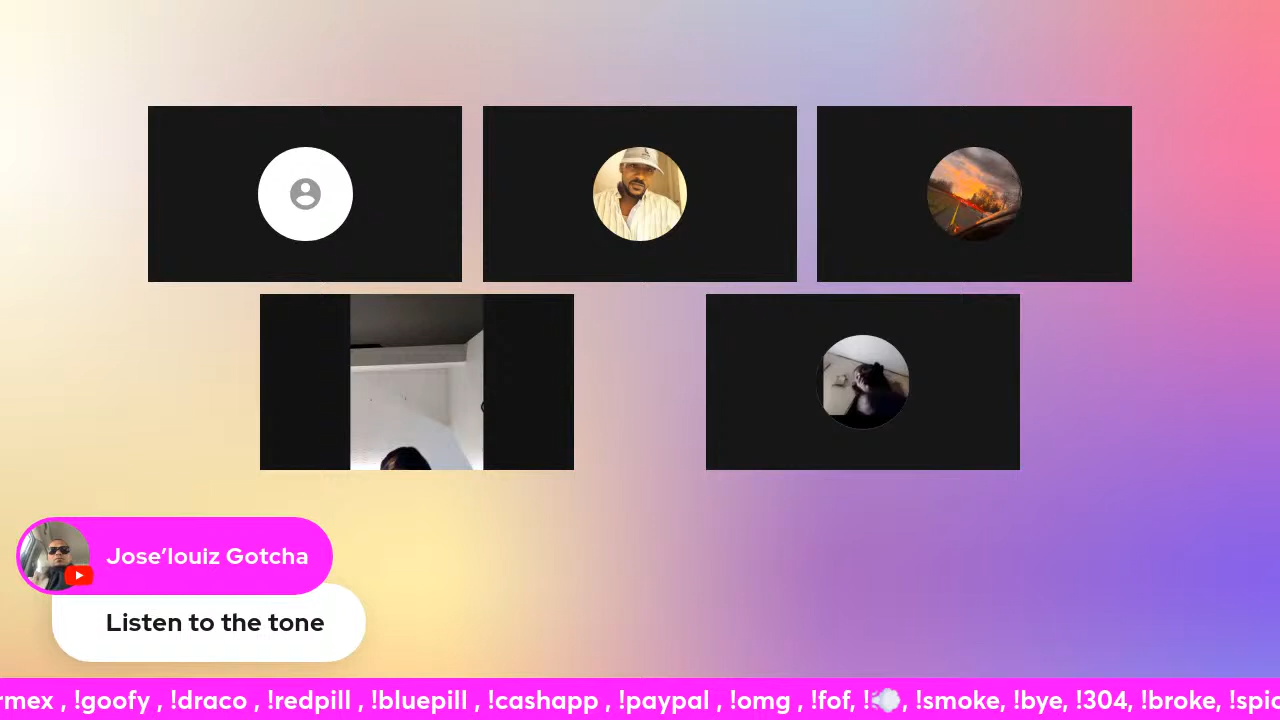 Jose’louiz Gotcha
Listen to the tone
rmex , !goofy , !draco , !redpill , !bluepill , !cashapp , !paypal , !omg , !fof, !💨, !smoke, !bye, !304, !broke, !spic